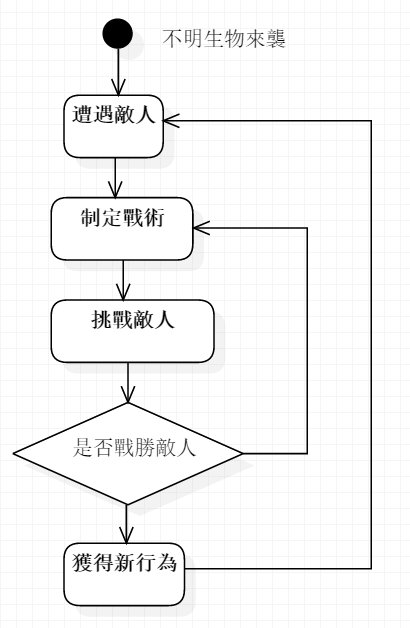 不明生物來襲
遭遇敵人
制定戰術
挑戰敵人
是否戰勝敵人
獲得新行為